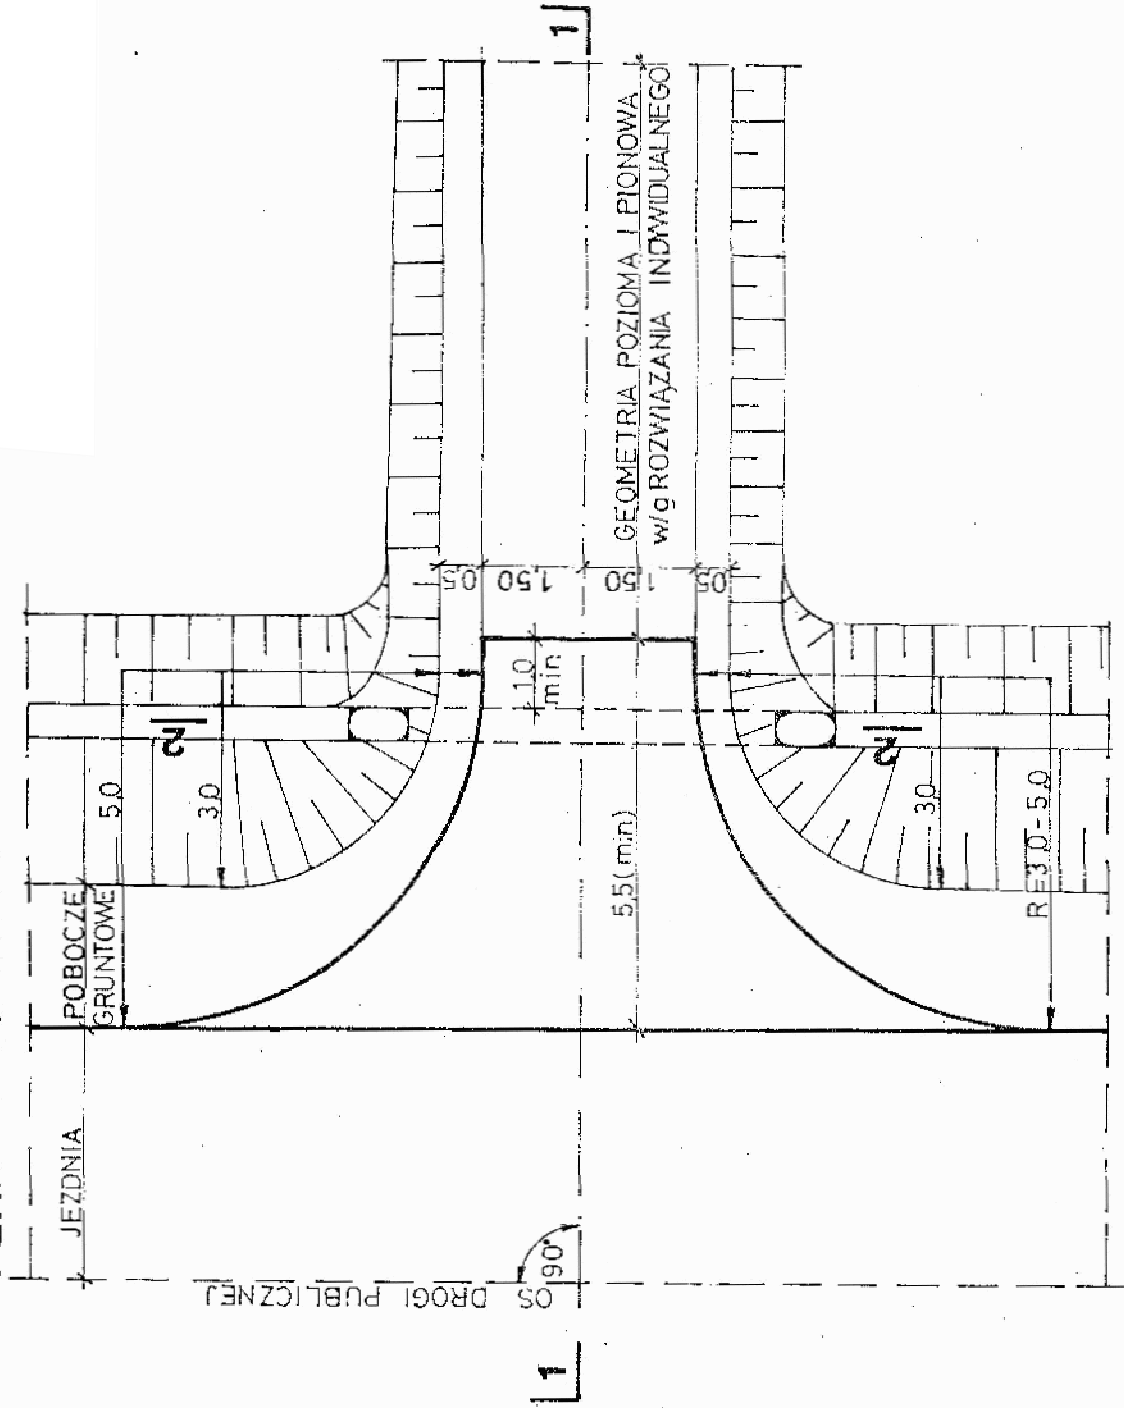 1
GEOMETRIA POZIOMA I PIONOWA
w/g ROZWIĄZANIA INDYWIDUALNEGO
0,5
1,50
1,50
0,5
1,0
min
2
2
5,0
3,0
3,0
R=3,0-5,0
5,5(min)
POBOCZE
GRUNTOWE
JEZDNIA
90°
OŚ DROGI PUBLICZNEJ
1